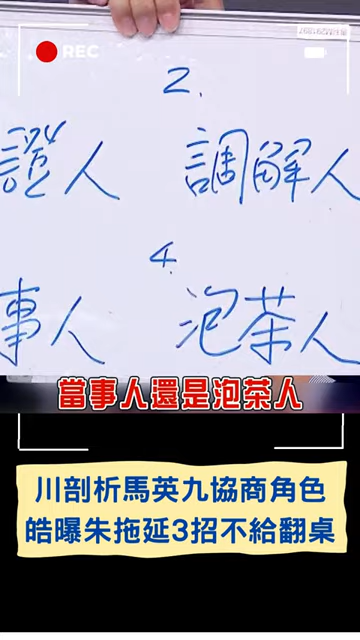 REC
2.
證人 調解人
4.
事人 泡茶人
當事人還是泡茶人
川剖析馬英九協商角色
皓曝朱拖延3招不給翻桌